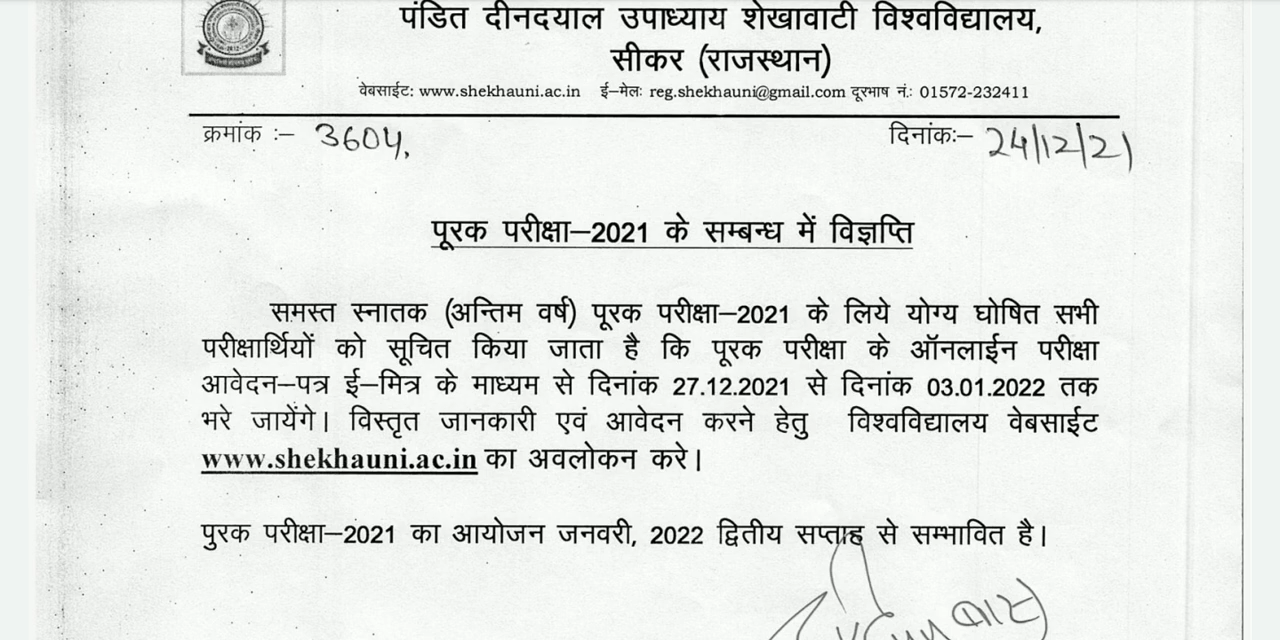 पंडित दीनदयाल उपाध्याय शेखावाटी विश्वविद्यालय,
सीकर (राजस्थान)
वेबसाईट: www.shekhauni.ac.in ई–मेल: reg.shekhauni@gmail.com दूरभाष नं.: 01572-232411
क्रमांक :– 3604, दिनांक:– 24/12/21
पूरक परीक्षा–2021 के सम्बन्ध में विज्ञप्ति
समस्त स्नातक (अन्तिम वर्ष) पूरक परीक्षा–2021 के लिये योग्य घोषित सभी
परीक्षार्थियों को सूचित किया जाता है कि पूरक परीक्षा के ऑनलाईन परीक्षा
आवेदन–पत्र ई–मित्र के माध्यम से दिनांक 27.12.2021 से दिनांक 03.01.2022 तक
भरे जायेंगे। विस्तृत जानकारी एवं आवेदन करने हेतु विश्वविद्यालय वेबसाईट
www.shekhauni.ac.in का अवलोकन करे।
पुरक परीक्षा–2021 का आयोजन जनवरी, 2022 द्वितीय सप्ताह से सम्भावित है।